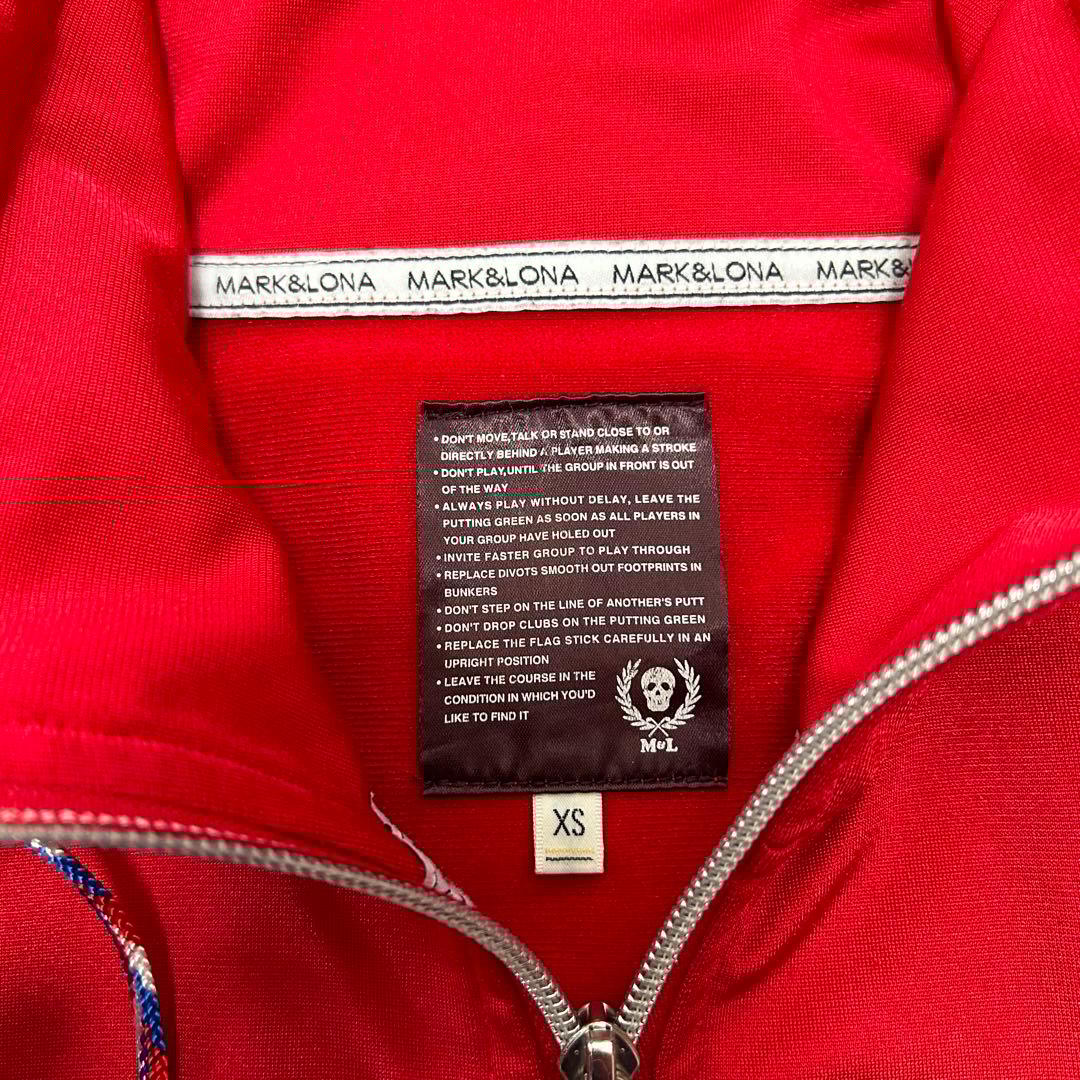 MARK&LONA MARK&LONA MARK&LONA MARK&
• DON'T MOVE,TALK OR STAND CLOSE TO OR
DIRECTLY BEHIND A PLAYER MAKING A STROKE
• DON'T PLAY,UNTIL THE GROUP IN FRONT IS OUT
OF THE WAY
• ALWAYS PLAY WITHOUT DELAY, LEAVE THE
PUTTING GREEN AS SOON AS ALL PLAYERS IN
YOUR GROUP HAVE HOLED OUT
• INVITE FASTER GROUP TO PLAY THROUGH
• REPLACE DIVOTS SMOOTH OUT FOOTPRINTS IN
BUNKERS
• DON'T STEP ON THE LINE OF ANOTHER'S PUTT
• DON'T DROP CLUBS ON THE PUTTING GREEN
• REPLACE THE FLAG STICK CAREFULLY IN AN
UPRIGHT POSITION
• LEAVE THE COURSE IN THE
CONDITION IN WHICH YOU'D
LIKE TO FIND IT
M&L
XS